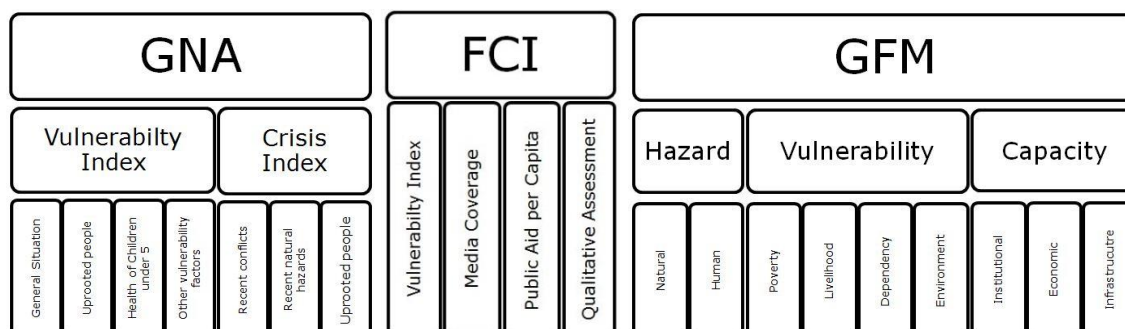 GNA
FCI
GFM
Vulnerabilty
Index
Crisis
Index
Hazard
Vulnerability
Capacity
General Situation
Uprooted people
Health of Children
under 5
Other vulnerability
factors
Recent conflicts
Recent natural
hazards
Uprooted people
Vulnerabilty Index
Media Coverage
Public Aid per Capita
Qualitative Assessment
Natural
Human
Poverty
Livelihood
Dependency
Environment
Institutional
Economic
Infrastrucutre